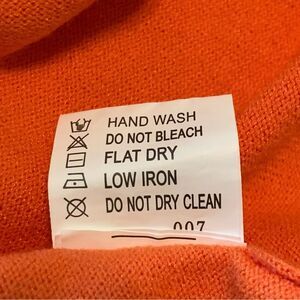 HAND WASH
DO NOT BLEACH
FLAT DRY
LOW IRON
DO NOT DRY CLEAN
007